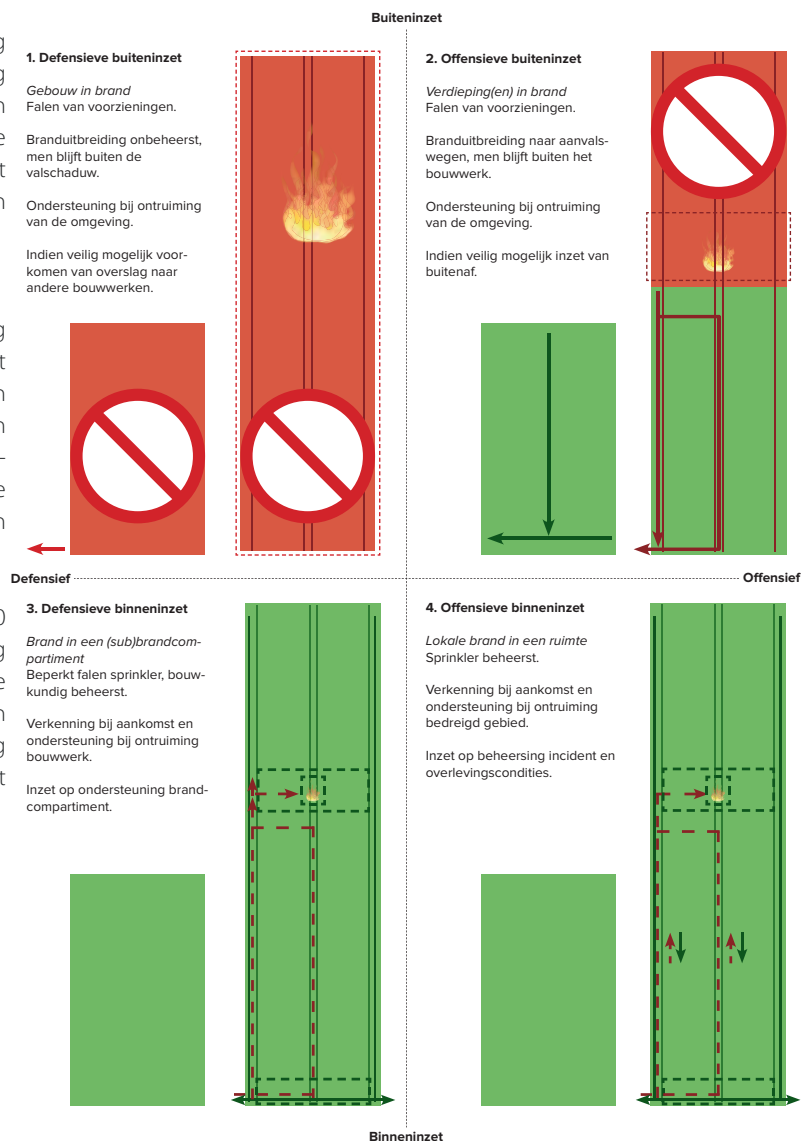 Buiteninzet
1. Defensieve buiteninzet
Gebouw in brand
Falen van voorzieningen.
Branduitbreiding onbeheerst,
men blijft buiten de
valschaduw.
Ondersteuning bij ontruiming
van de omgeving.
Indien veilig mogelijk voor-
komen van overslag naar
andere bouwwerken.
2. Offensieve buiteninzet
Verdieping(en) in brand
Falen van voorzieningen.
Branduitbreiding naar aanvals-
wegen, men blijft buiten het
bouwwerk.
Ondersteuning bij ontruiming
van de omgeving.
Indien veilig mogelijk inzet van
buitenaf.
Defensief
Offensief
3. Defensieve binneninzet
Brand in een (sub)brandcom-
partiment
Beperkt falen sprinkler, bouw-
kundig beheerst.
Verkenning bij aankomst en
ondersteuning bij ontruiming
bouwwerk.
Inzet op ondersteuning brand-
compartiment.
4. Offensieve binneninzet
Lokale brand in een ruimte
Sprinkler beheerst.
Verkenning bij aankomst en
ondersteuning bij ontruiming
bedreigd gebied.
Inzet op beheersing incident en
overlevingscondities.
Binneninzet